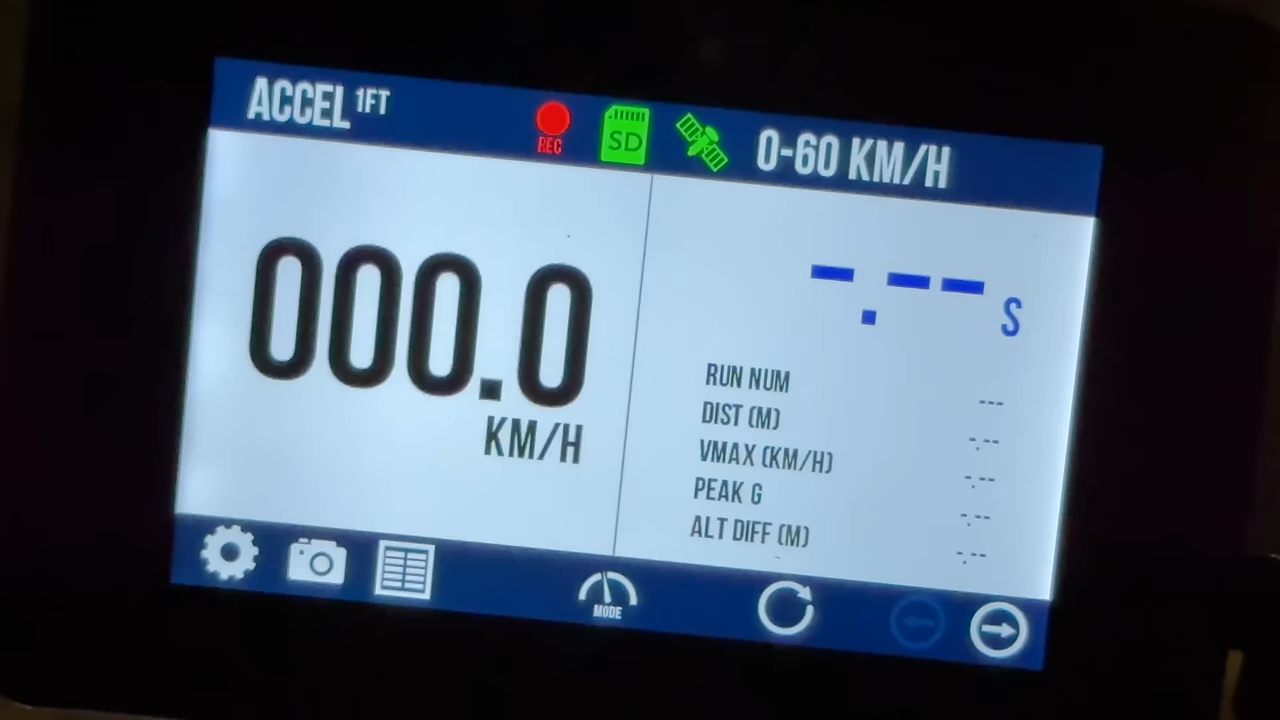 ACCEL 1FT
REC
SD
0-60 KM/H
000.0
KM/H
-.-- S
RUN NUM ---
DIST (M) -.--
VMAX (KM/H) -.--
PEAK G -.--
ALT DIFF (M) -.--
MODE